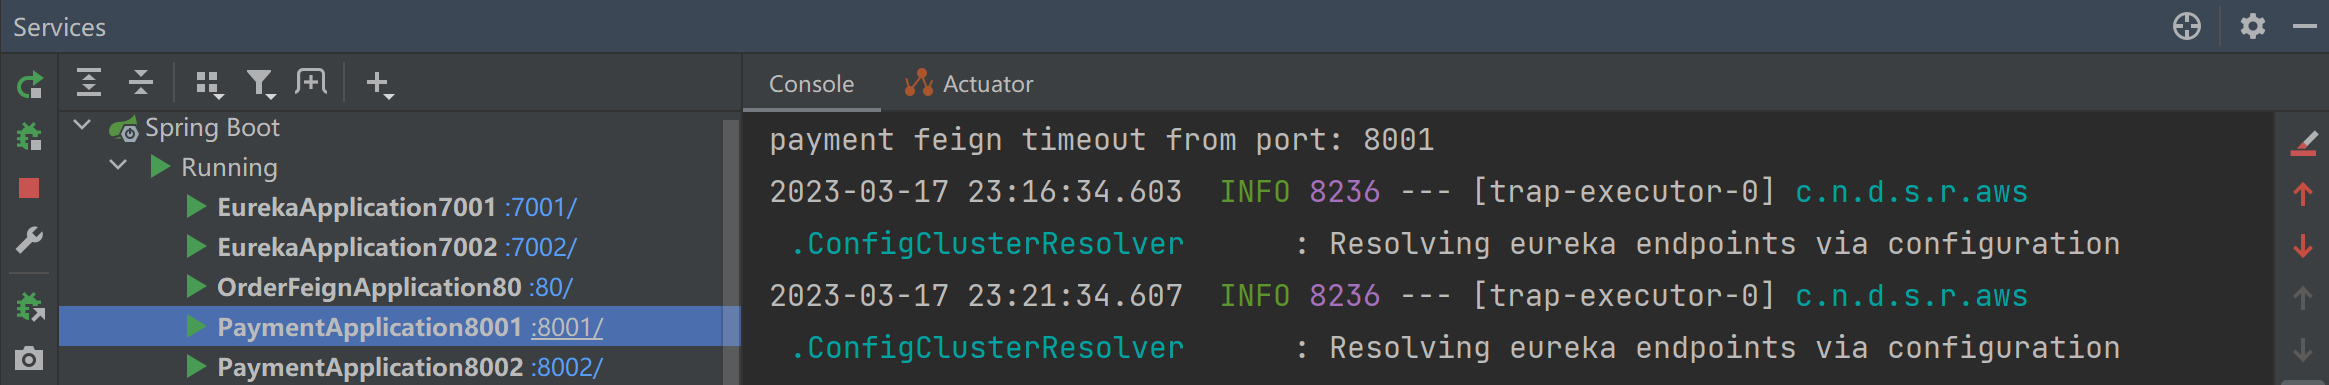 Services
Console
Actuator
Spring Boot
Running
EurekaApplication7001 :7001/
EurekaApplication7002 :7002/
OrderFeignApplication80 :80/
PaymentApplication8001 :8001/
PaymentApplication8002 :8002/
payment feign timeout from port: 8001
2023-03-17 23:16:34.603  INFO 8236 --- [trap-executor-0] c.n.d.s.r.aws
.ConfigClusterResolver      : Resolving eureka endpoints via configuration
2023-03-17 23:21:34.607  INFO 8236 --- [trap-executor-0] c.n.d.s.r.aws
.ConfigClusterResolver      : Resolving eureka endpoints via configuration